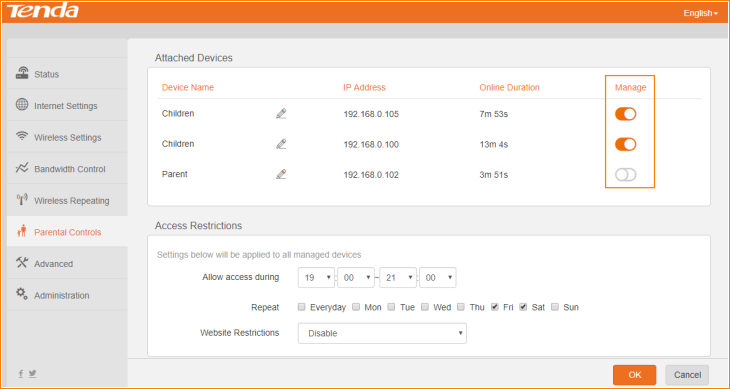 Tenda
English
Status
Internet Settings
Wireless Settings
Bandwidth Control
Wireless Repeating
Parental Controls
Advanced
Administration
Attached Devices
Device Name IP Address Online Duration Manage
Children 192.168.0.105 7m 53s
Children 192.168.0.100 13m 4s
Parent 192.168.0.102 3m 51s
Access Restrictions
Settings below will be applied to all managed devices
Allow access during 19 : 00 – 21 : 00
Repeat Everyday Mon Tue Wed Thu Fri Sat Sun
Website Restrictions Disable
OK Cancel